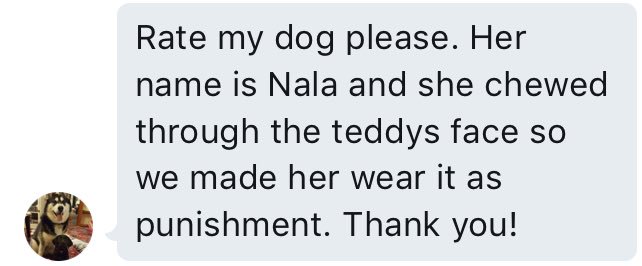 Rate my dog please. Her
name is Nala and she chewed
through the teddys face so
we made her wear it as
punishment. Thank you!